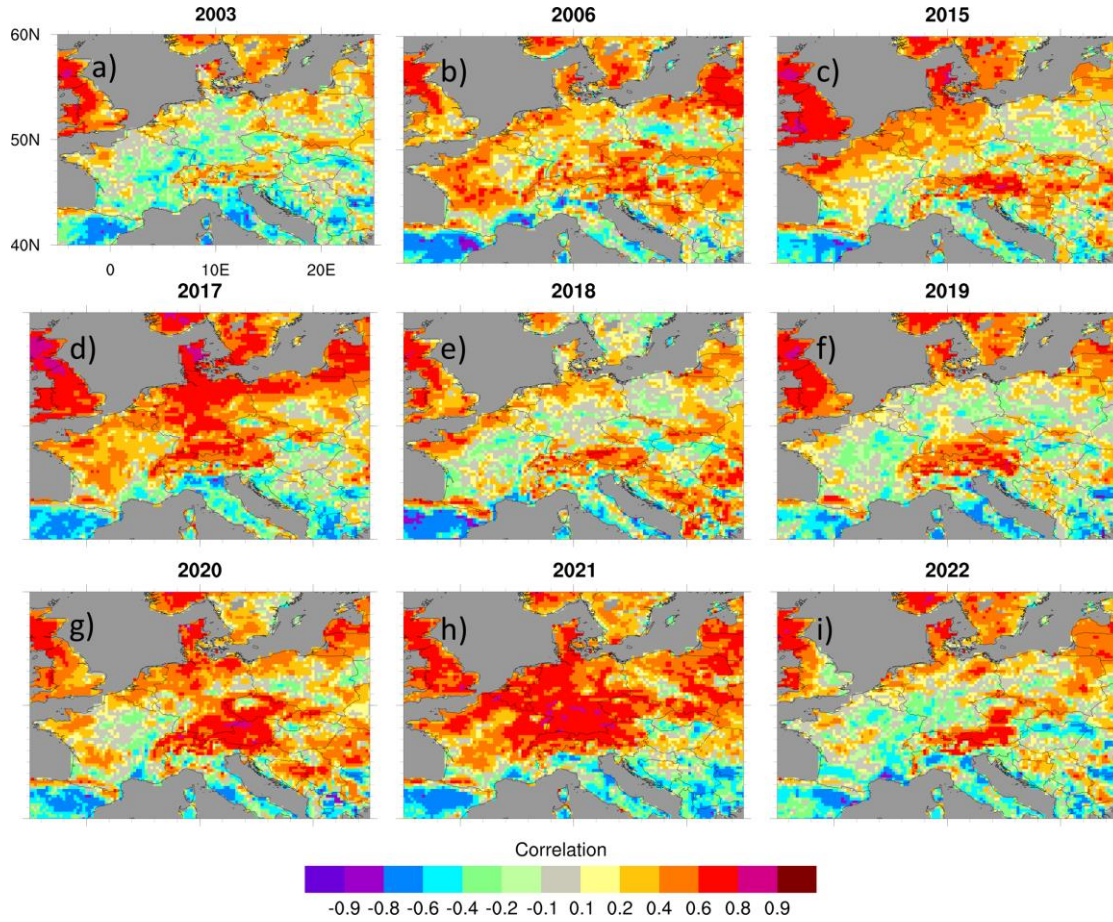 2003 2006 2015
60N
a) b) c)
50N
40N
0 10E 20E
2017 2018 2019
d) e) f)
2020 2021 2022
g) h) i)
Correlation
-0.9 -0.8 -0.6 -0.4 -0.2 -0.1 0.1 0.2 0.4 0.6 0.8 0.9